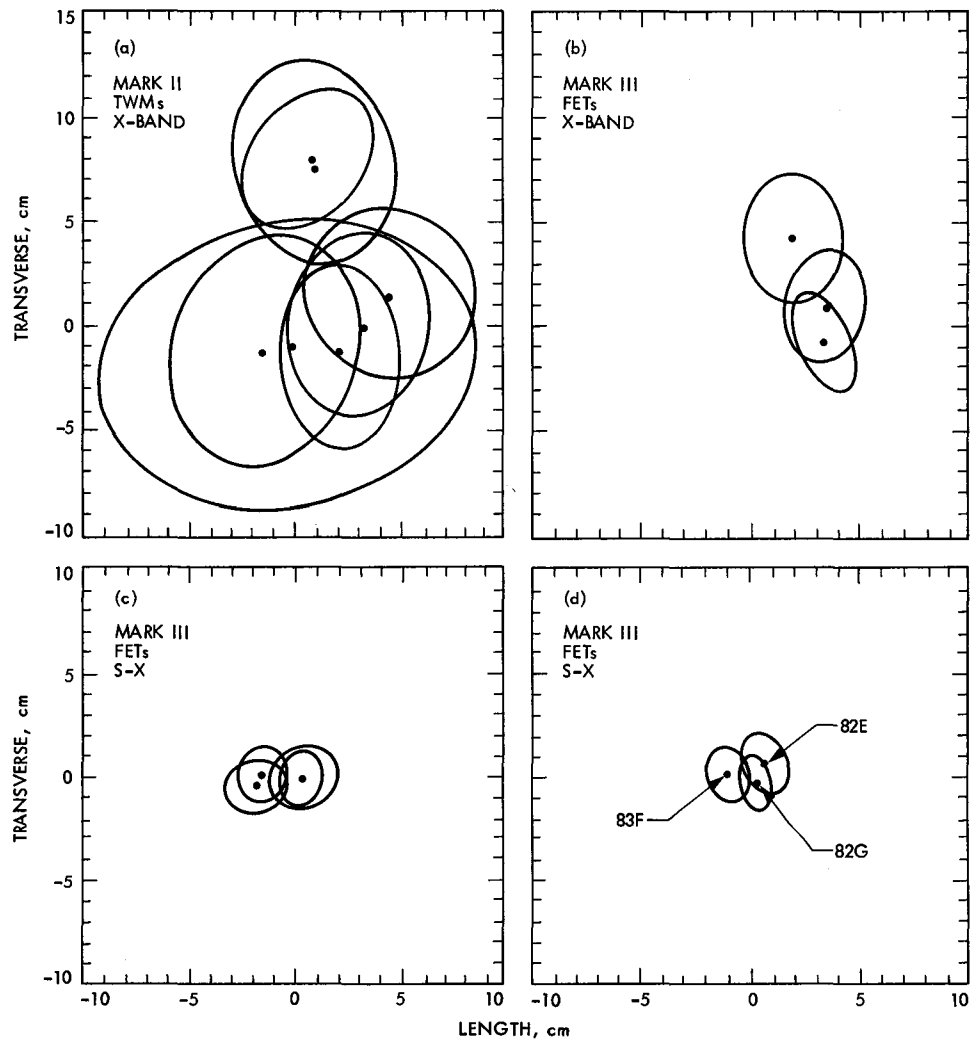 15
10
5
0
-5
-10
TRANSVERSE, cm
(a)
MARK II
TWMs
X-BAND
(b)
MARK III
FETs
X-BAND
10
5
0
-5
-10
TRANSVERSE, cm
(c)
MARK III
FETs
S-X
(d)
MARK III
FETs
S-X
82E
83F
82G
-10
-5
0
5
10
-10
-5
0
5
10
LENGTH, cm